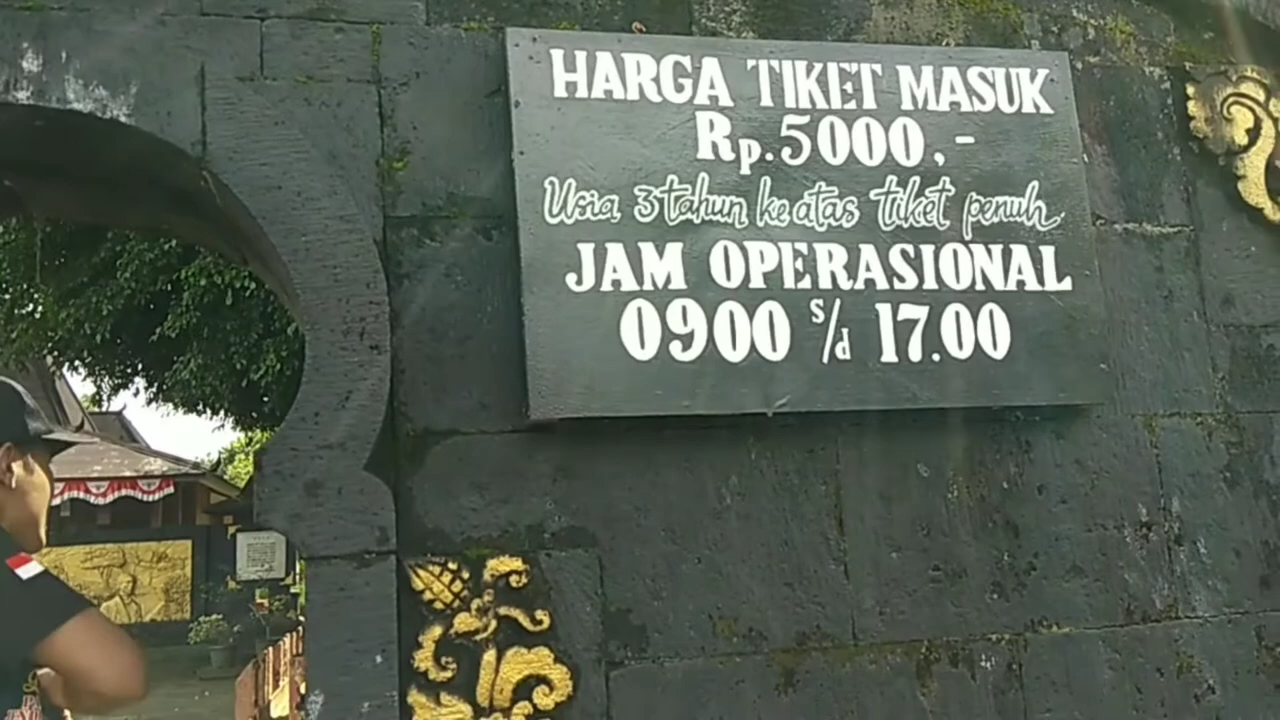 HARGA TIKET MASUK
Rp.5000,-
Usia 3 tahun ke atas tiket penuh
JAM OPERASIONAL
0900 s/d 17.00